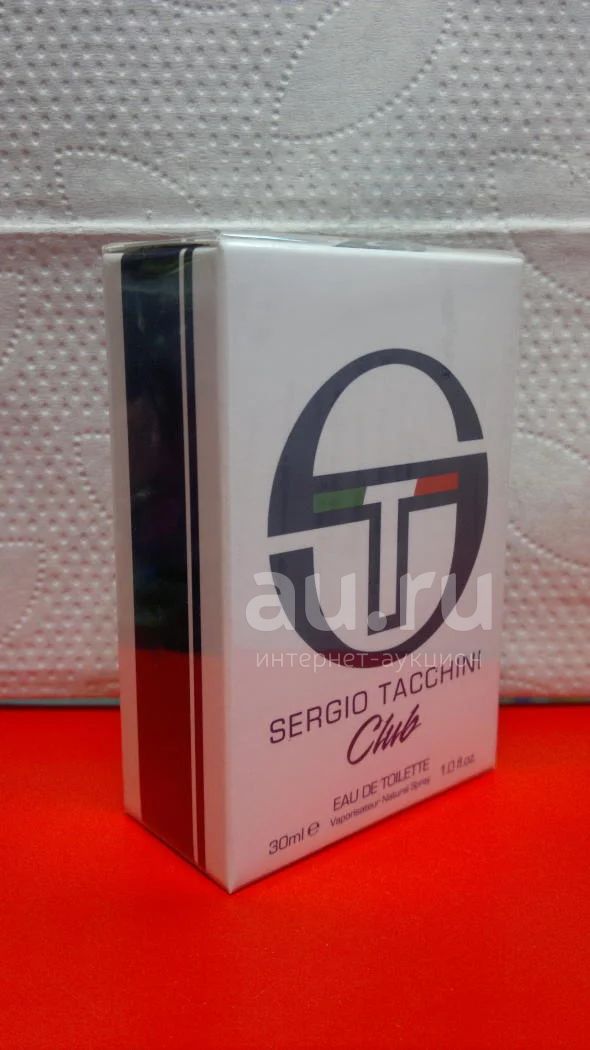 au.ru
интернет-аукцион
SERGIO TACCHINI
Club
EAU DE TOILETTE
Vaporisateur Natural Spray
30ml e 1.0 fl.oz.